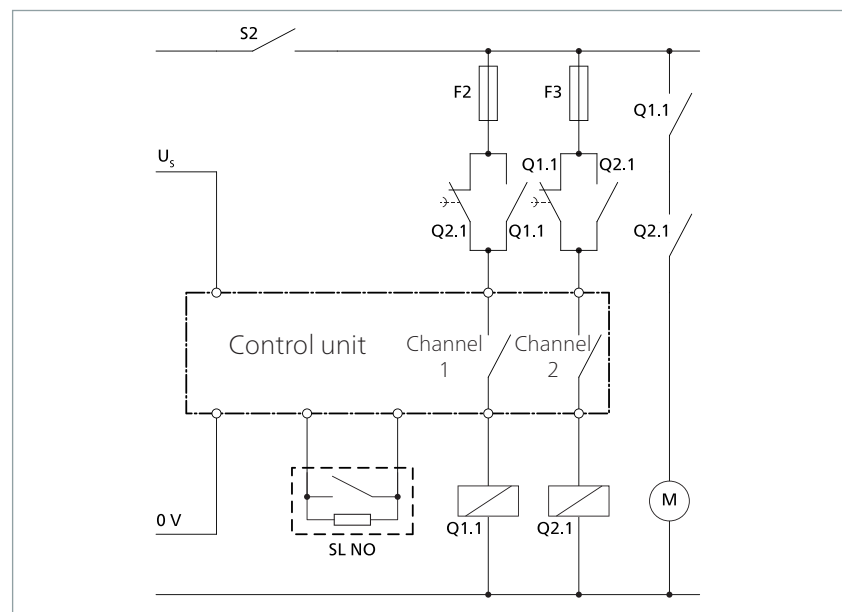 S2
F2
F3
Q1.1
U_s
Q1.1 Q2.1
Q2.1 Q1.1
Q2.1
Control unit
Channel
1
Channel
2
0 V
SL NO
Q1.1
Q2.1
M